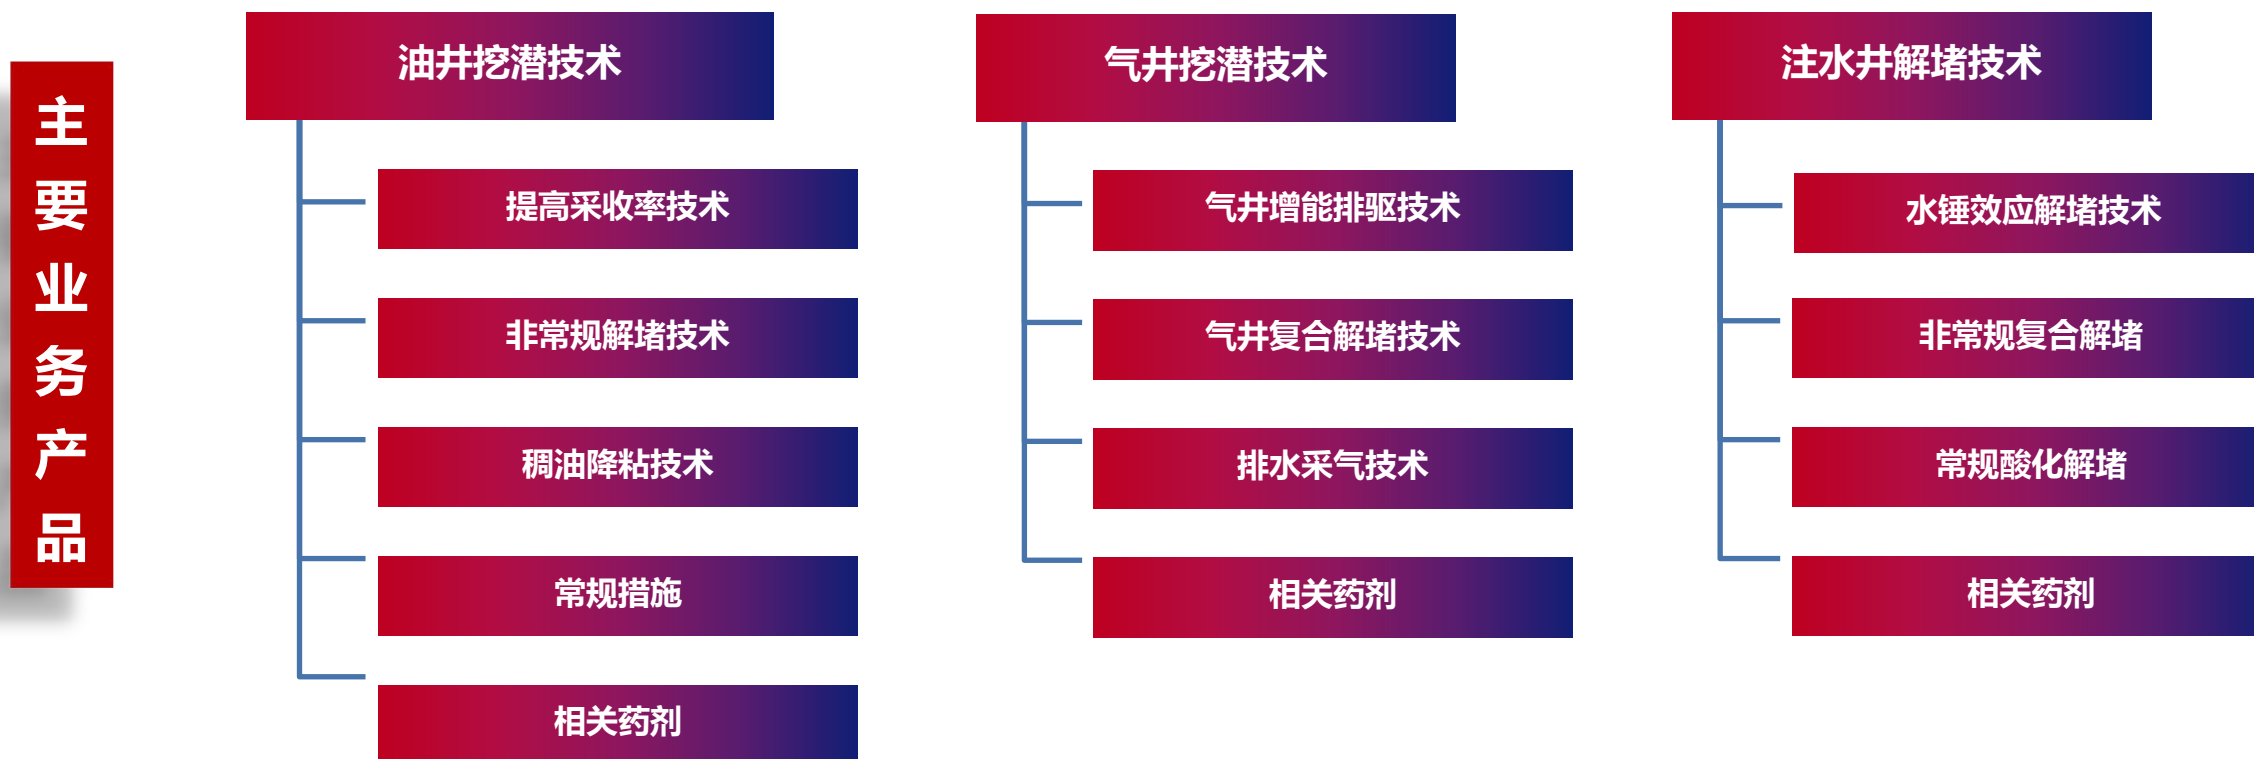 主要业务产品
油井挖潜技术
提高采收率技术
非常规解堵技术
稠油降粘技术
常规措施
相关药剂
气井挖潜技术
气井增能排驱技术
气井复合解堵技术
排水采气技术
相关药剂
注水井解堵技术
水锤效应解堵技术
非常规复合解堵
常规酸化解堵
相关药剂